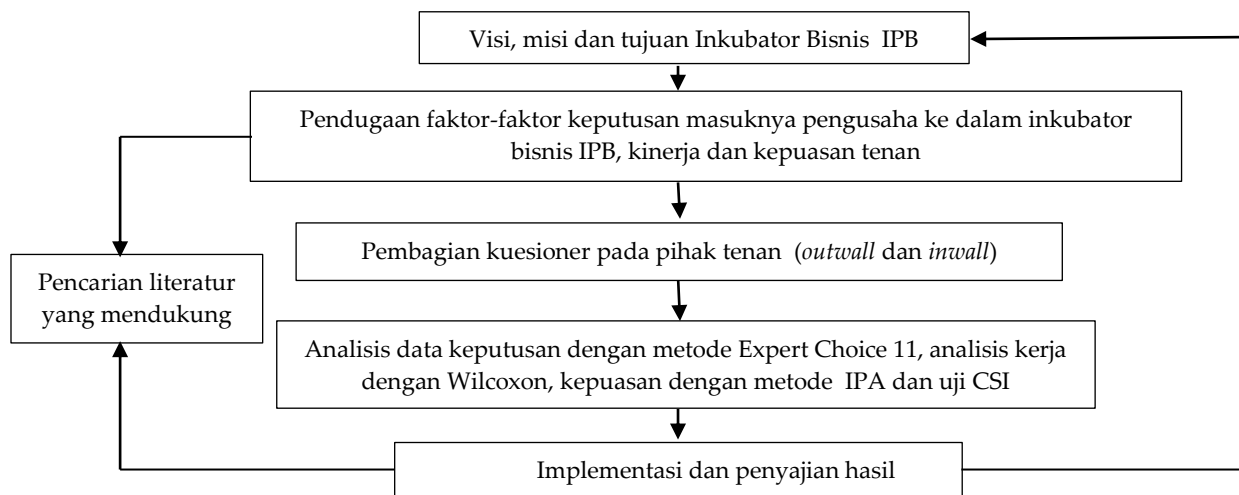 Visi, misi dan tujuan Inkubator Bisnis IPB
Pendugaan faktor-faktor keputusan masuknya pengusaha ke dalam inkubator
bisnis IPB, kinerja dan kepuasan tenan
Pembagian kuesioner pada pihak tenan (outwall dan inwall)
Pencarian literatur
yang mendukung
Analisis data keputusan dengan metode Expert Choice 11, analisis kerja
dengan Wilcoxon, kepuasan dengan metode IPA dan uji CSI
Implementasi dan penyajian hasil